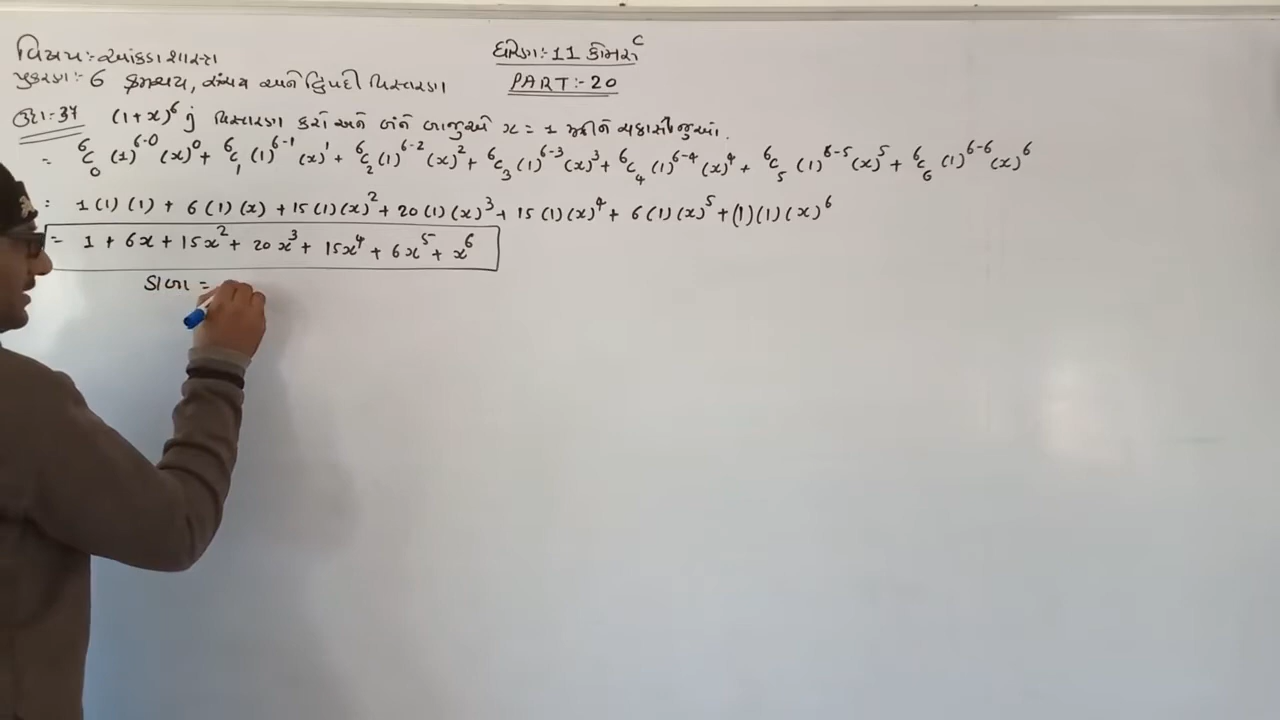 વિષય:- આંકડાશાસ્ત્ર
ધોરણ:- 11 કોમર્સ C
પ્રકરણ:- 6 ક્રમચય, સંચય અને દ્વિપદી વિસ્તરણ
PART:- 20
ઉદા:- 37 (1+x)^6 નું વિસ્તરણ કરો અને બંને બાજુએ x = 1 મૂકીને ચકાસી જુઓ.
= ⁶C₀ (1)^{6-0} (x)^0 + ⁶C₁ (1)^{6-1} (x)^1 + ⁶C₂ (1)^{6-2} (x)^2 + ⁶C₃ (1)^{6-3} (x)^3 + ⁶C₄ (1)^{6-4} (x)^4 + ⁶C₅ (1)^{6-5} (x)^5 + ⁶C₆ (1)^{6-6} (x)^6
= 1(1)(1) + 6(1)(x) + 15(1)(x)^2 + 20(1)(x)^3 + 15(1)(x)^4 + 6(1)(x)^5 + (1)(1)(x)^6
= 1 + 6x + 15x^2 + 20x^3 + 15x^4 + 6x^5 + x^6
ડાબા =